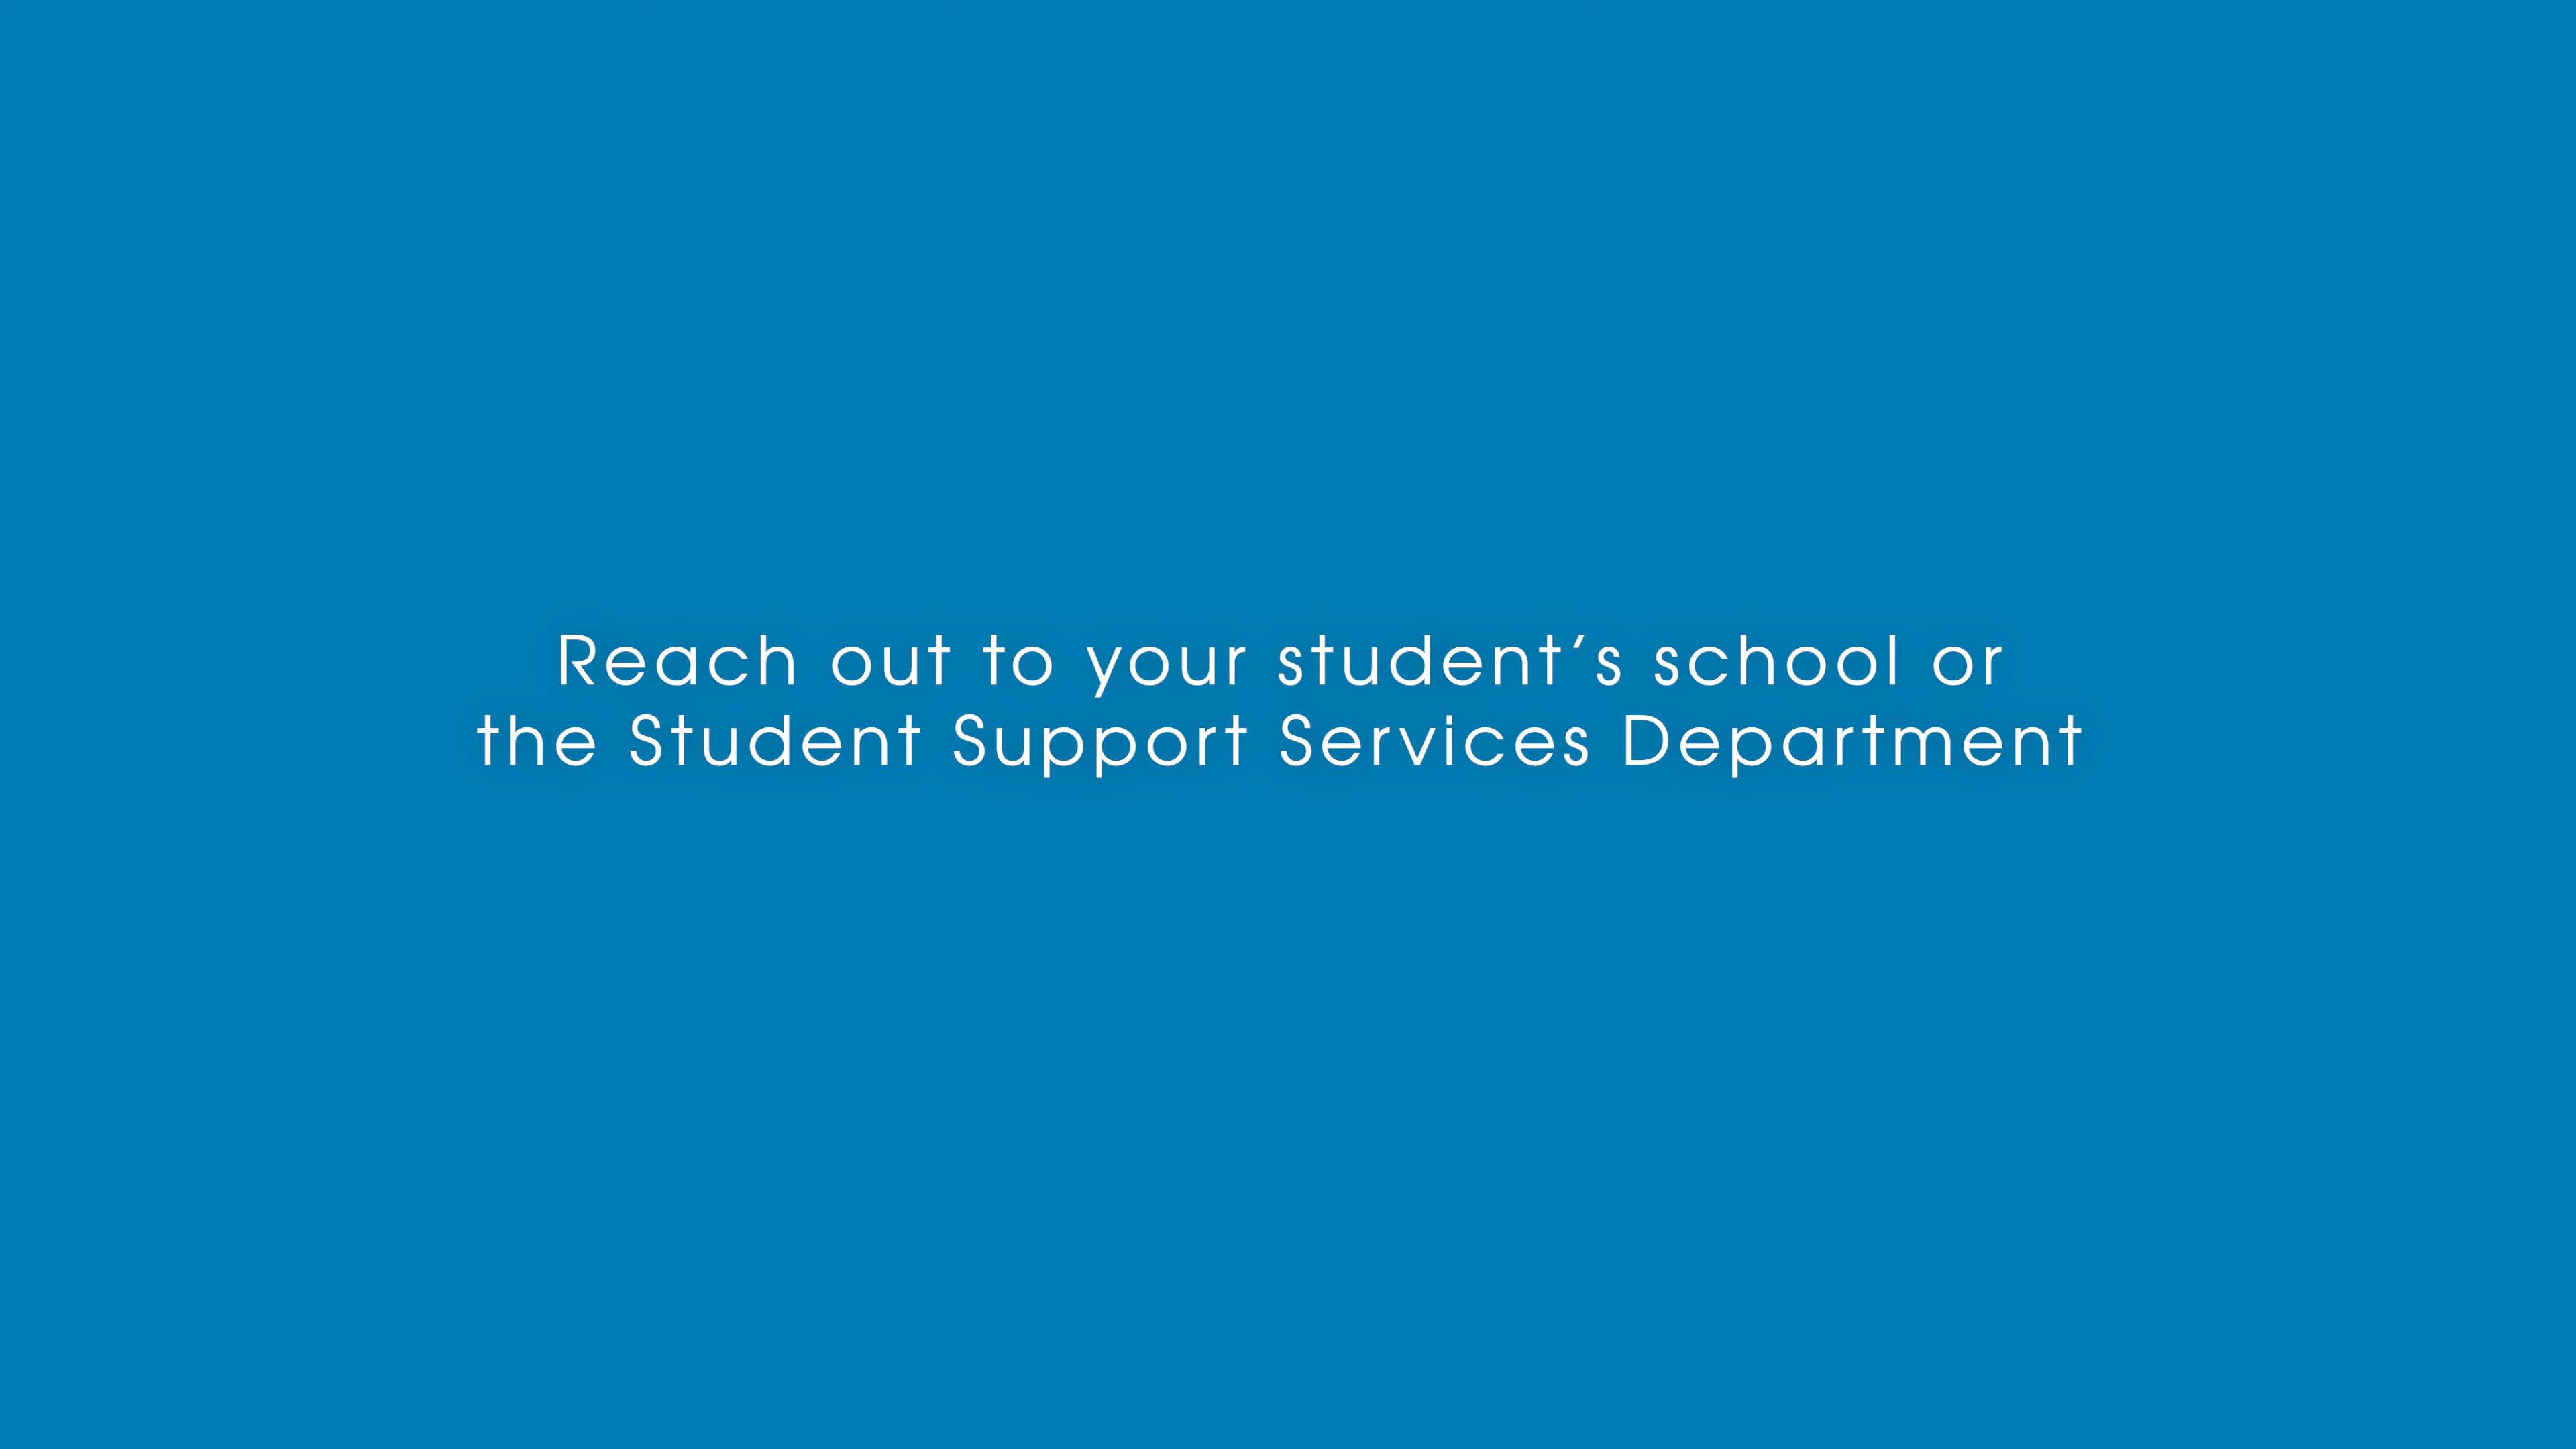 Reach out to your student’s school or
the Student Support Services Department